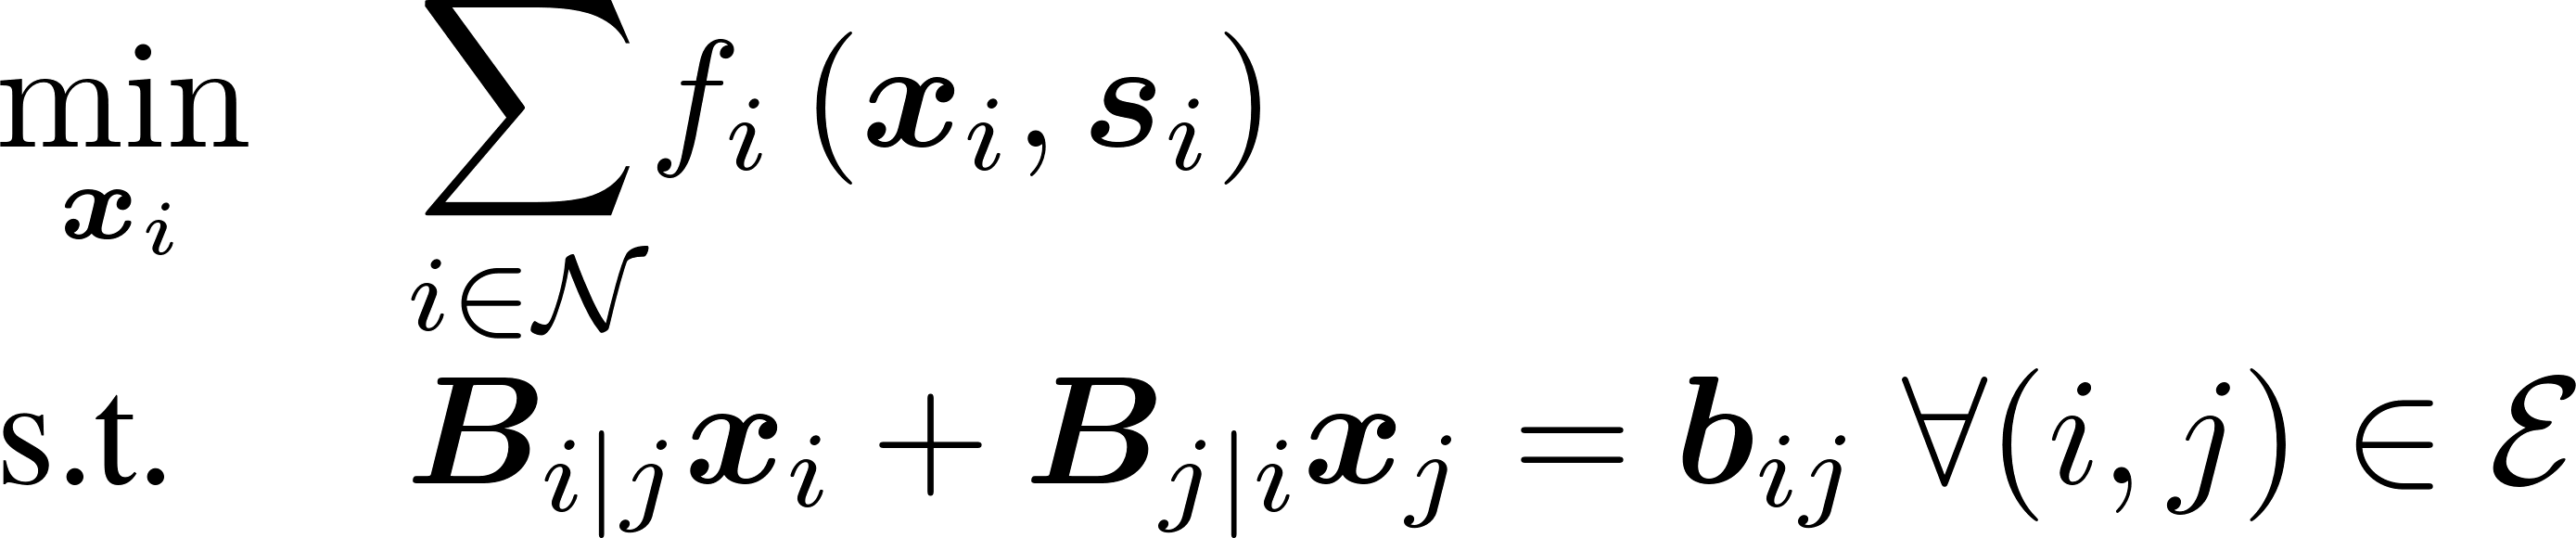 min_{𝒙_i} ∑_{i∈𝒩} f_i (𝒙_i, 𝒔_i)
s.t. 𝑩_{i|j}𝒙_i + 𝑩_{j|i}𝒙_j = 𝒃_{ij} ∀(i, j) ∈ ℰ